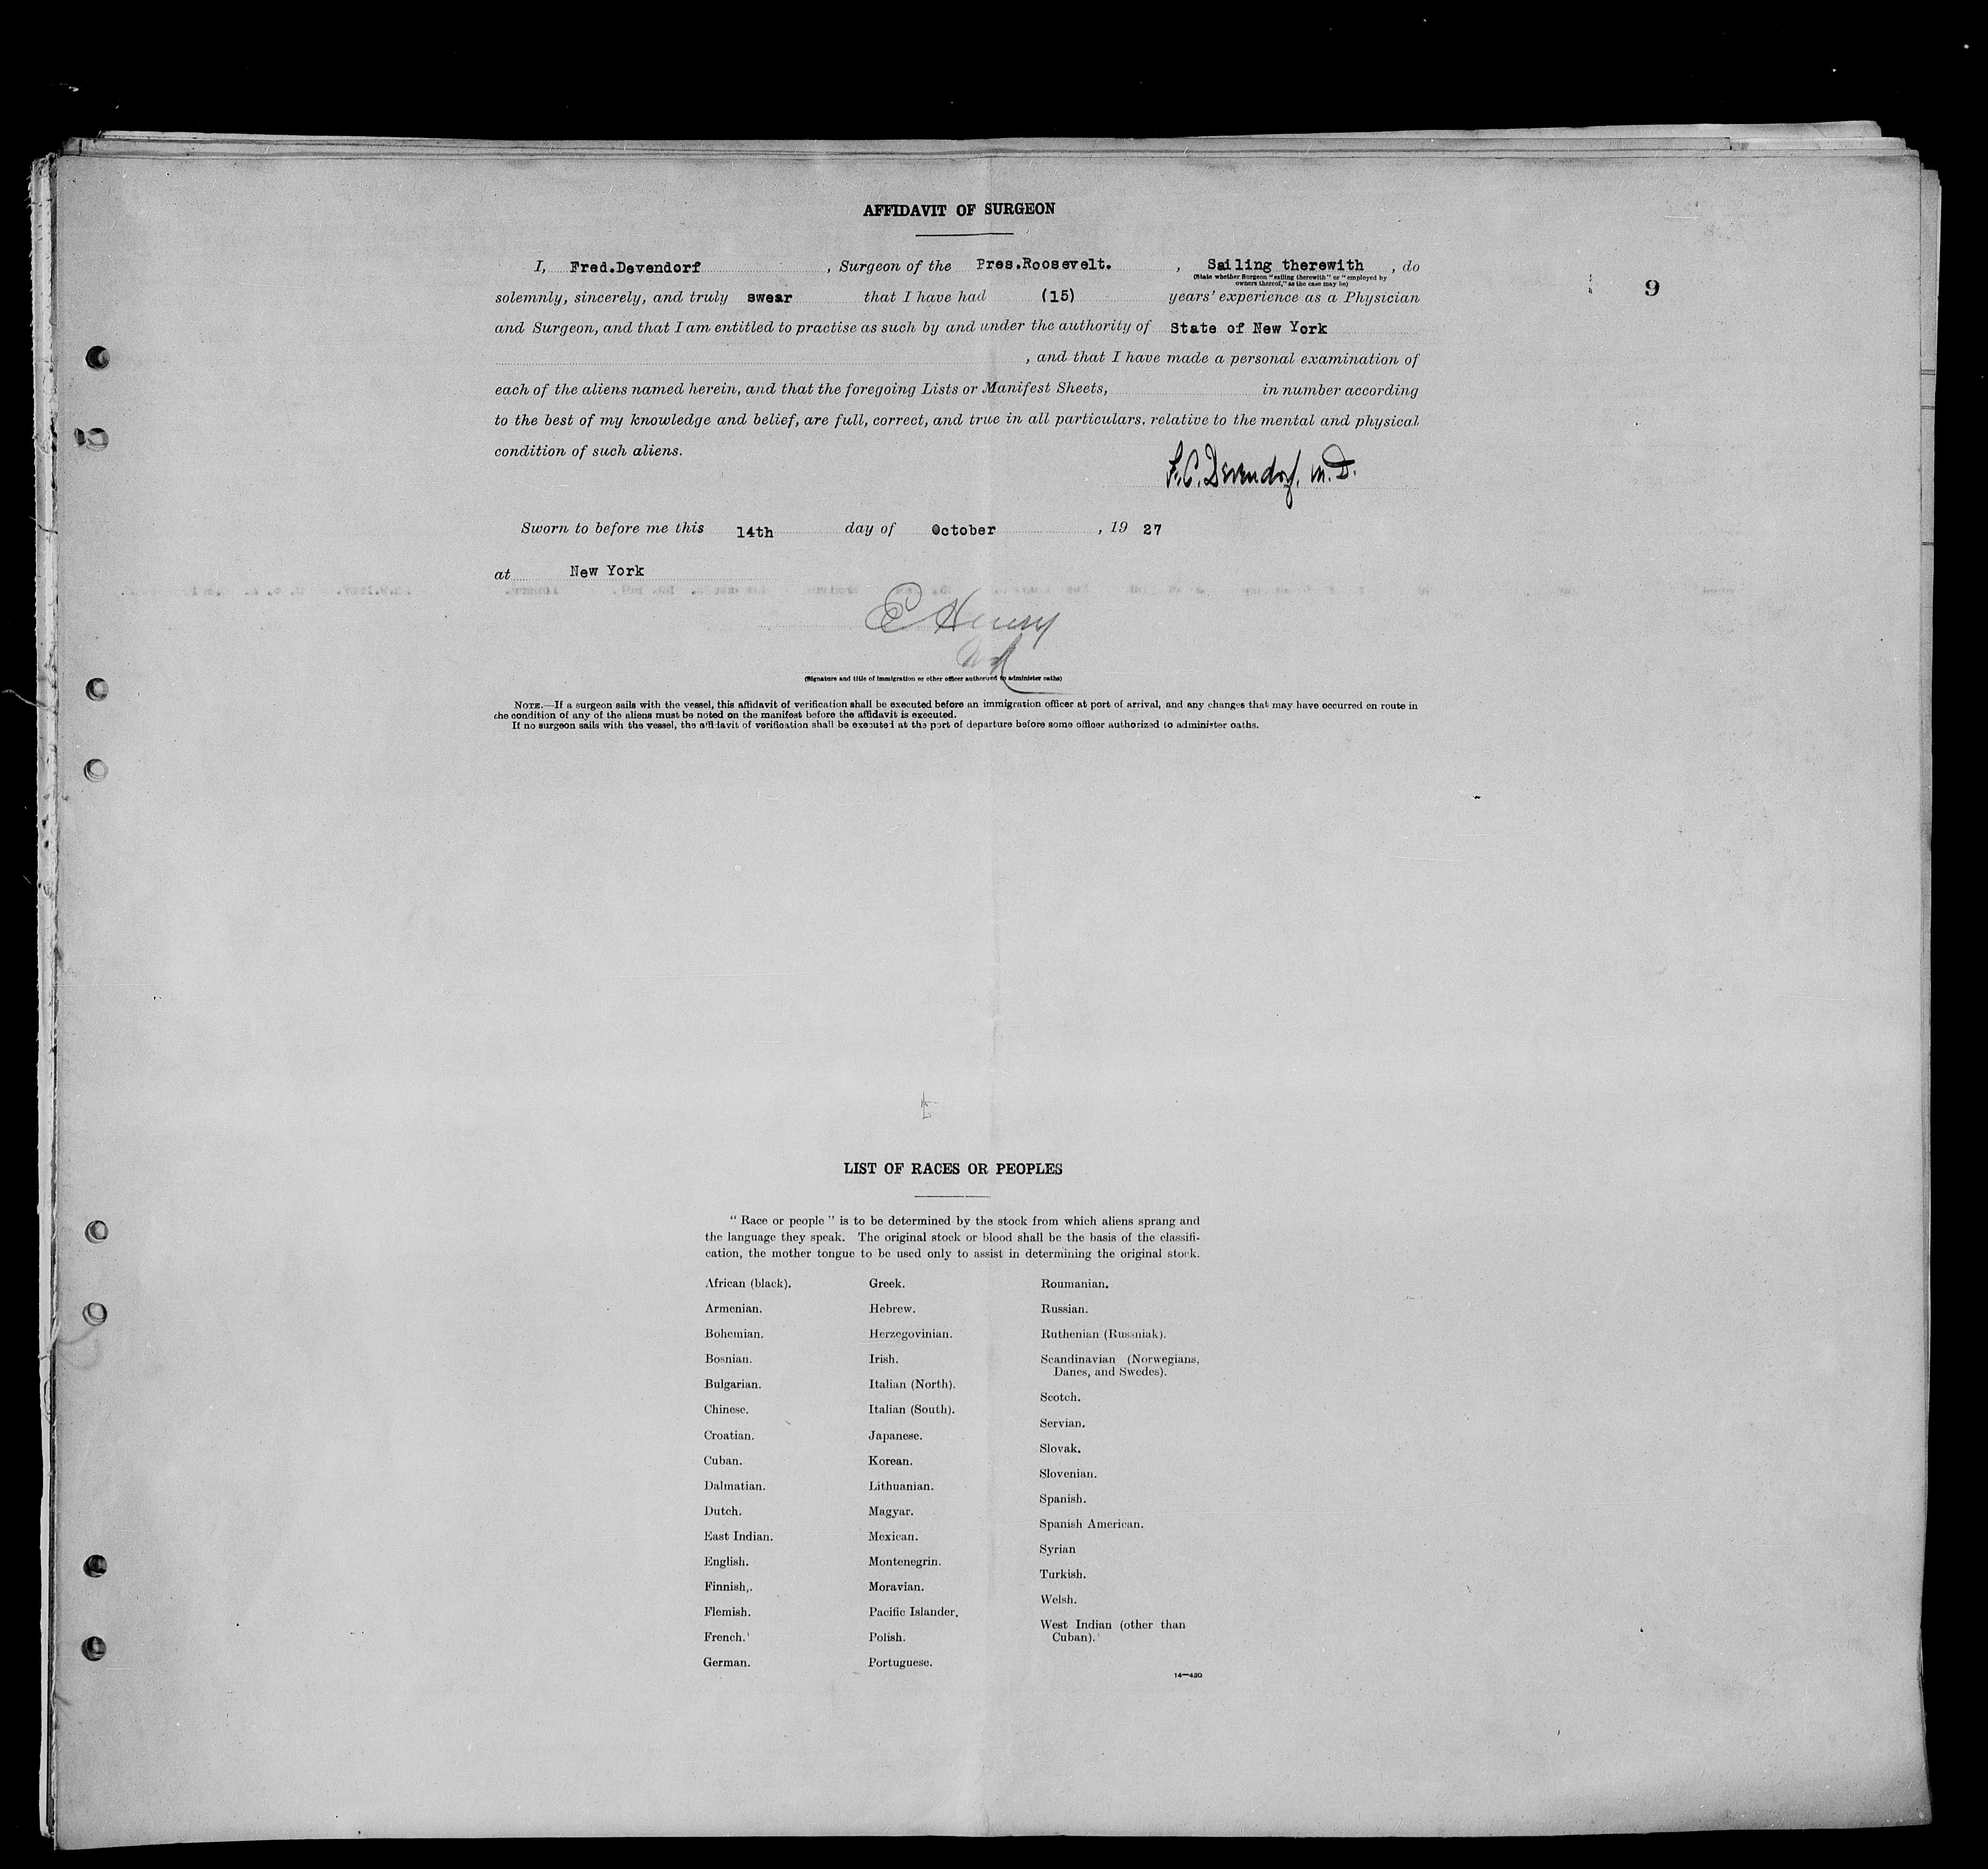 AFFIDAVIT OF SURGEON
I, Fred.Devendorf , Surgeon of the Pres.Roosevelt. , Sailing therewith , do
(State whether Surgeon "sailing therewith" or "employed by
owners thereof," as the case may be)
9
solemnly, sincerely, and truly swear that I have had (15) years' experience as a Physician
and Surgeon, and that I am entitled to practise as such by and under the authority of State of New York
, and that I have made a personal examination of
each of the aliens named herein, and that the foregoing Lists or Manifest Sheets, in number according
to the best of my knowledge and belief, are full, correct, and true in all particulars, relative to the mental and physical
condition of such aliens.
F.C. Devendorf. M.D.
Sworn to before me this 14th day of October , 19 27
at New York
E Henry
(Signature and title of immigration or other officer authorized to administer oaths)
NOTE.—If a surgeon sails with the vessel, this affidavit of verification shall be executed before an immigration officer at port of arrival, and any changes that may have occurred on route in
the condition of any of the aliens must be noted on the manifest before the affidavit is executed.
If no surgeon sails with the vessel, the affidavit of verification shall be executed at the port of departure before some officer authorized to administer oaths.
LIST OF RACES OR PEOPLES
" Race or people " is to be determined by the stock from which aliens sprang and
the language they speak. The original stock or blood shall be the basis of the classifi-
cation, the mother tongue to be used only to assist in determining the original stock.
African (black).
Armenian.
Bohemian.
Bosnian.
Bulgarian.
Chinese.
Croatian.
Cuban.
Dalmatian.
Dutch.
East Indian.
English.
Finnish.
Flemish.
French.
German.
Greek.
Hebrew.
Herzegovinian.
Irish.
Italian (North).
Italian (South).
Japanese.
Korean.
Lithuanian.
Magyar.
Mexican.
Montenegrin.
Moravian.
Pacific Islander.
Polish.
Portuguese.
Roumanian.
Russian.
Ruthenian (Russniak).
Scandinavian (Norwegians,
Danes, and Swedes).
Scotch.
Servian.
Slovak.
Slovenian.
Spanish.
Spanish American.
Syrian
Turkish.
Welsh.
West Indian (other than
Cuban).
14—430